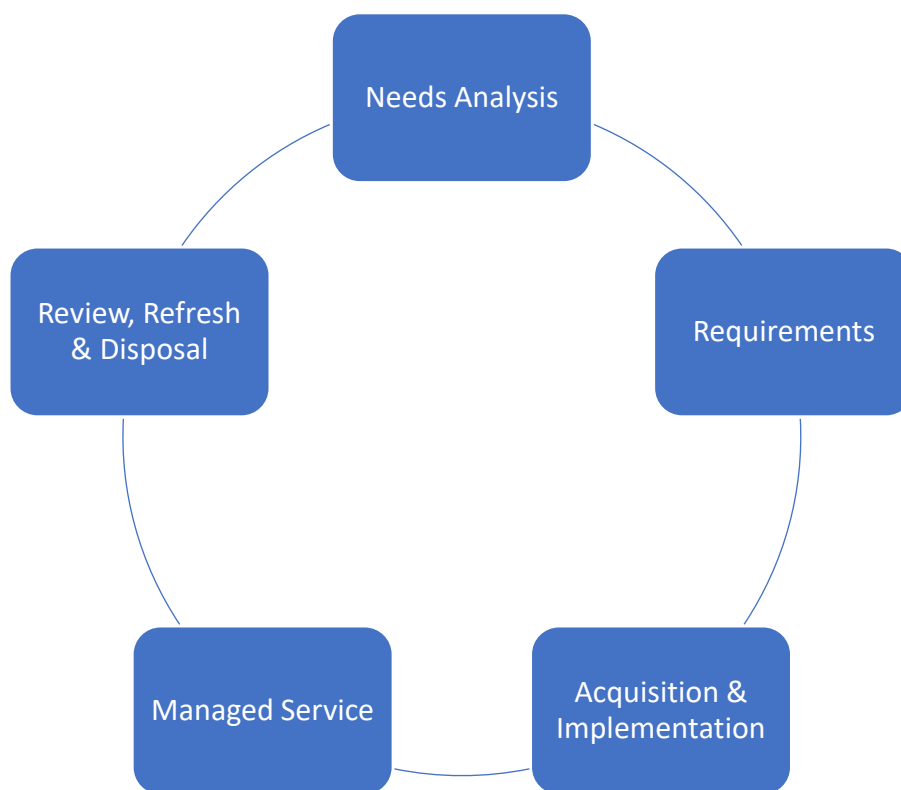 Needs Analysis
Requirements
Acquisition &
Implementation
Managed Service
Review, Refresh
& Disposal